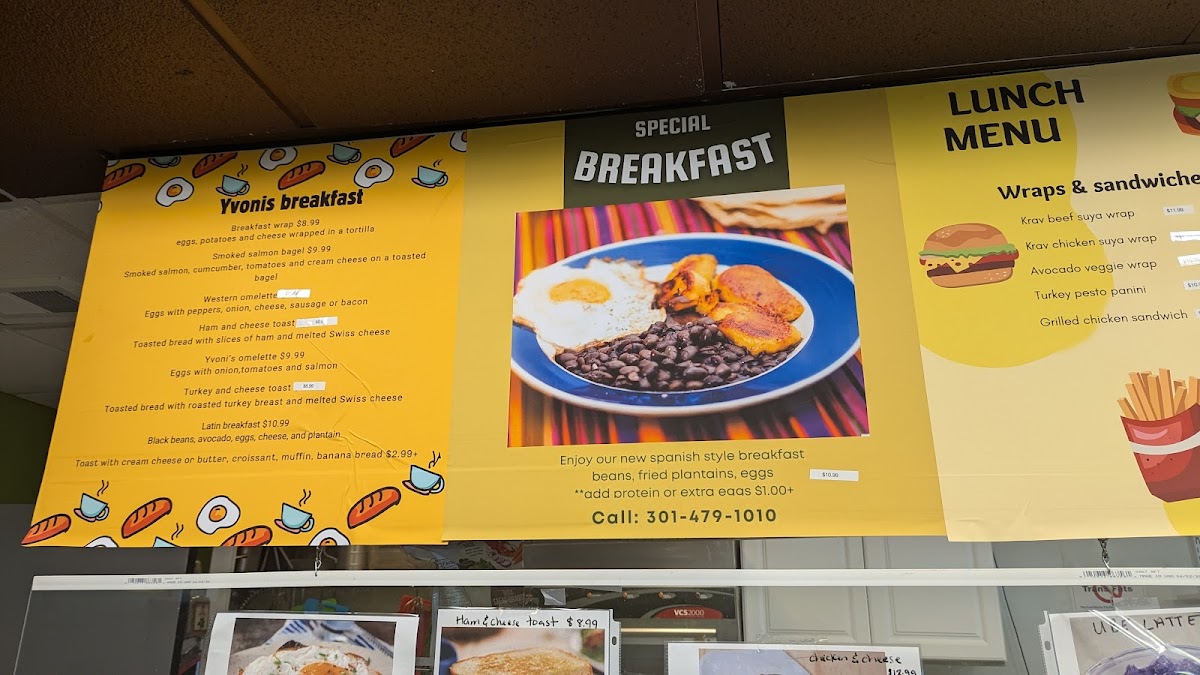 Yvonis breakfast
Breakfast wrap $8.99
eggs, potatoes and cheese wrapped in a tortilla
Smoked salmon bagel $9.99
Smoked salmon, cumcumber, tomatoes and cream cheese on a toasted
bagel
Western omelette
Eggs with peppers, onion, cheese, sausage or bacon
Ham and cheese toast
Toasted bread with slices of ham and melted Swiss cheese
Yvoni's omelette $9.99
Eggs with onion,tomatoes and salmon
Turkey and cheese toast
Toasted bread with roasted turkey breast and melted Swiss cheese
Latin breakfast $10.99
Black beans, avocado, eggs, cheese, and plantain
Toast with cream cheese or butter, croissant, muffin, banana bread $2.99+
SPECIAL
BREAKFAST
Enjoy our new spanish style breakfast
beans, fried plantains, eggs $10.90
**add protein or extra eggs $1.00+
Call: 301-479-1010
LUNCH
MENU
Wraps & sandwiche
Krav beef suya wrap $11.99
Krav chicken suya wrap
Avocado veggie wrap
Turkey pesto panini
Grilled chicken sandwich
VCS2000
Ham & cheese toast $8.99
chicken & cheese
$12.99
Trans Fats
UBE LATTE